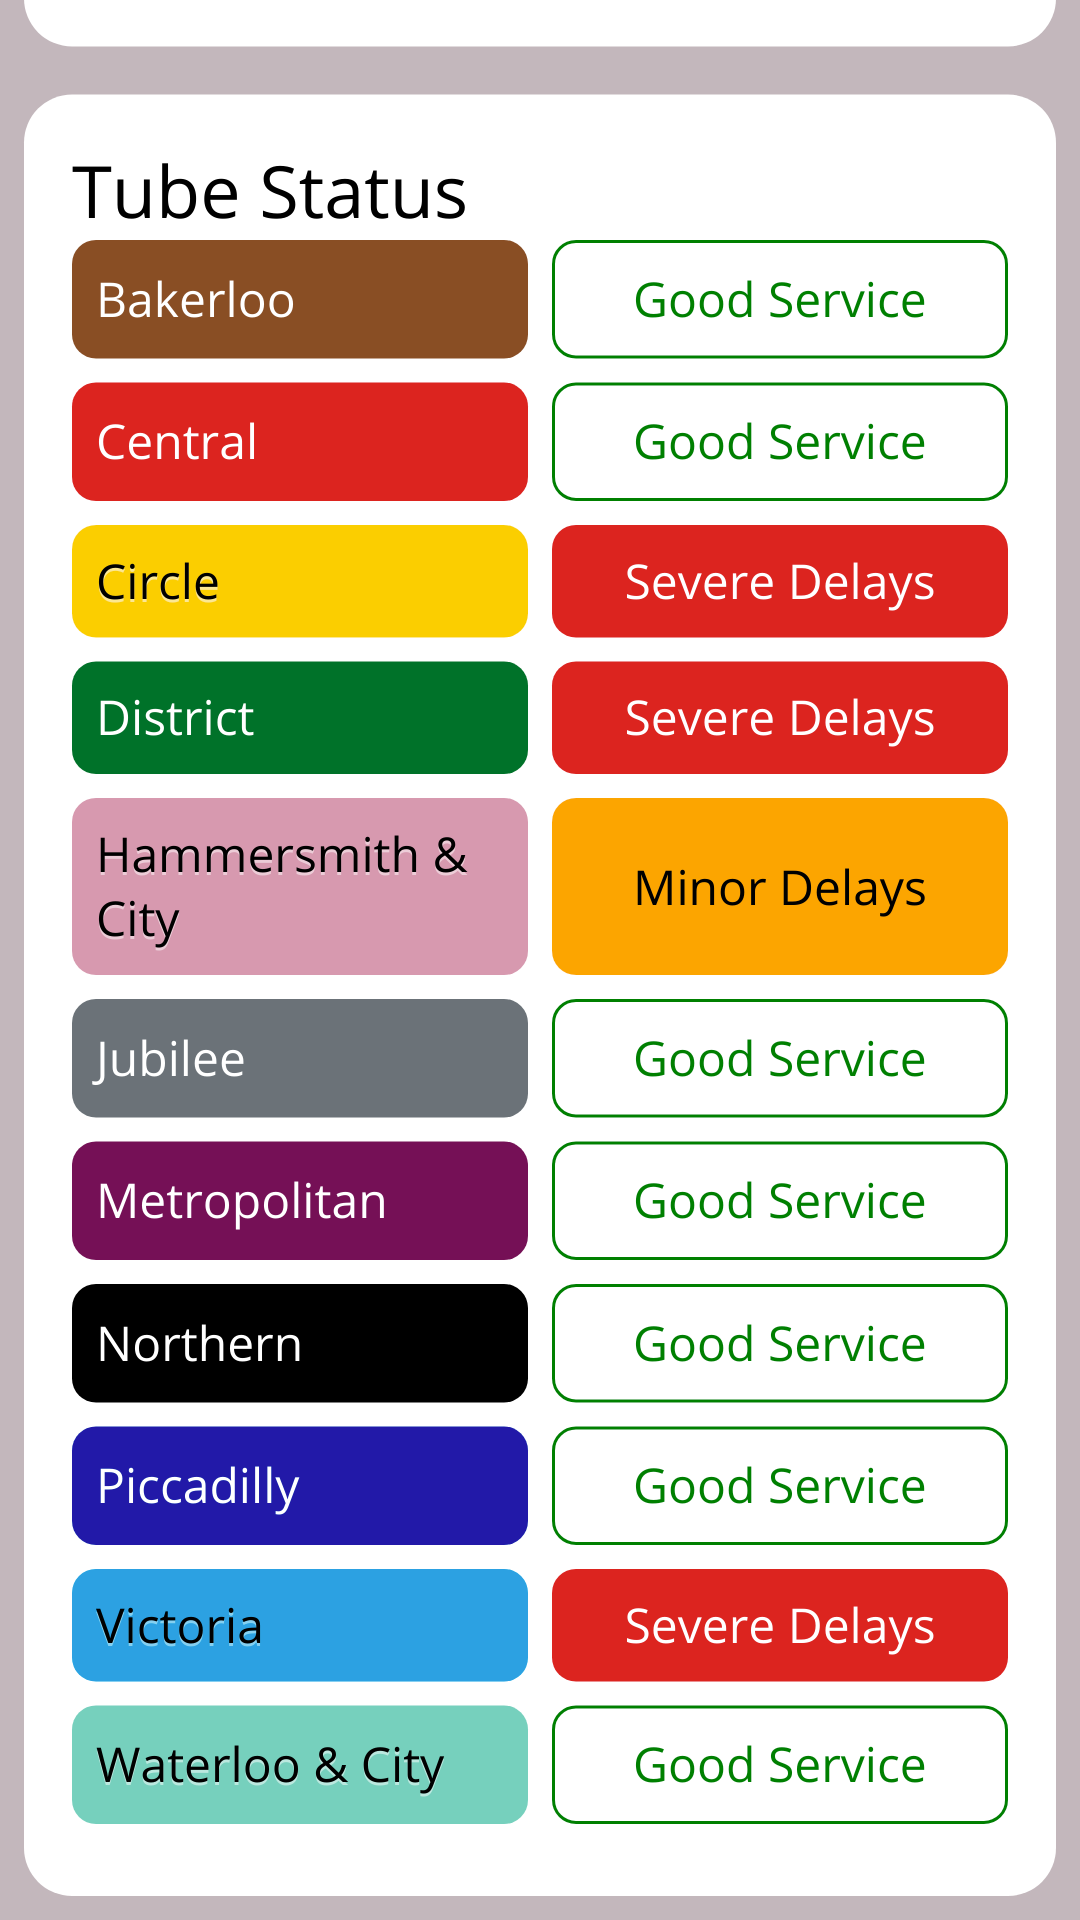 Tube Status
Bakerloo Good Service
Central Good Service
Circle Severe Delays
District Severe Delays
Hammersmith &
City
Minor Delays
Jubilee Good Service
Metropolitan Good Service
Northern Good Service
Piccadilly Good Service
Victoria Severe Delays
Waterloo & City Good Service